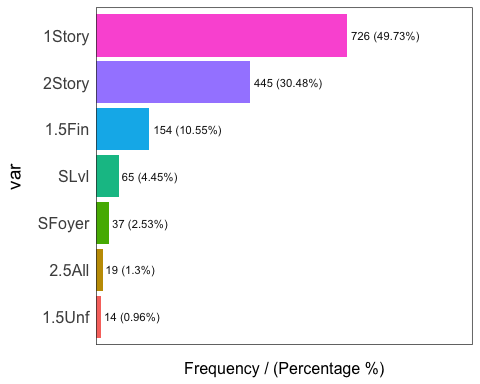 1Story 726 (49.73%)
2Story 445 (30.48%)
1.5Fin 154 (10.55%)
SLvl 65 (4.45%)
SFoyer 37 (2.53%)
2.5All 19 (1.3%)
1.5Unf 14 (0.96%)
var
Frequency / (Percentage %)